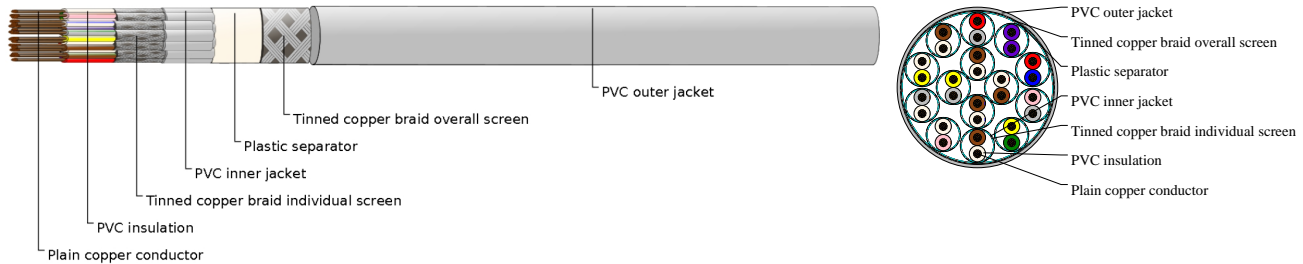 PVC outer jacket
Tinned copper braid overall screen
Plastic separator
PVC inner jacket
Tinned copper braid individual screen
PVC insulation
Plain copper conductor
PVC outer jacket
Tinned copper braid overall screen
Plastic separator
PVC inner jacket
Tinned copper braid individual screen
PVC insulation
Plain copper conductor